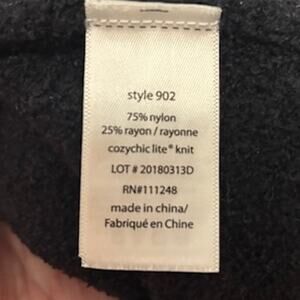 style 902
75% nylon
25% rayon / rayonne
cozychic lite® knit
LOT # 20180313D
RN#111248
made in china/
Fabriqué en Chine